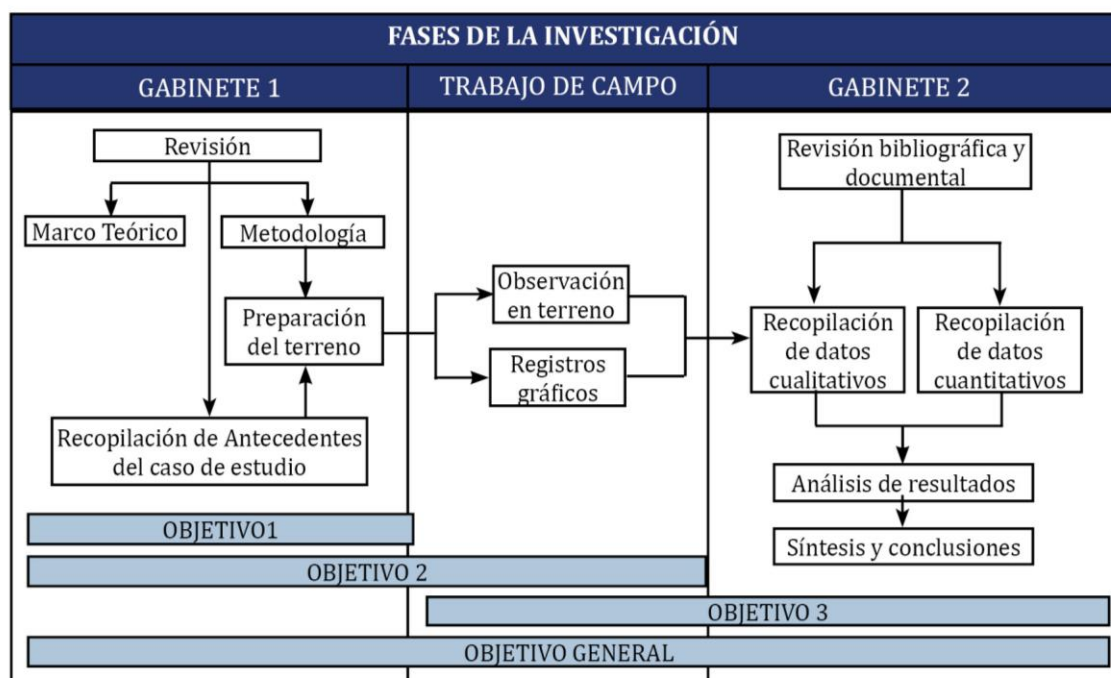 FASES DE LA INVESTIGACIÓN
GABINETE 1
TRABAJO DE CAMPO
GABINETE 2
Revisión
Marco Teórico
Metodología
Preparación
del terreno
Recopilación de Antecedentes
del caso de estudio
Observación
en terreno
Registros
gráficos
Revisión bibliográfica y
documental
Recopilación
de datos
cualitativos
Recopilación
de datos
cuantitativos
Análisis de resultados
Síntesis y conclusiones
OBJETIVO1
OBJETIVO 2
OBJETIVO 3
OBJETIVO GENERAL